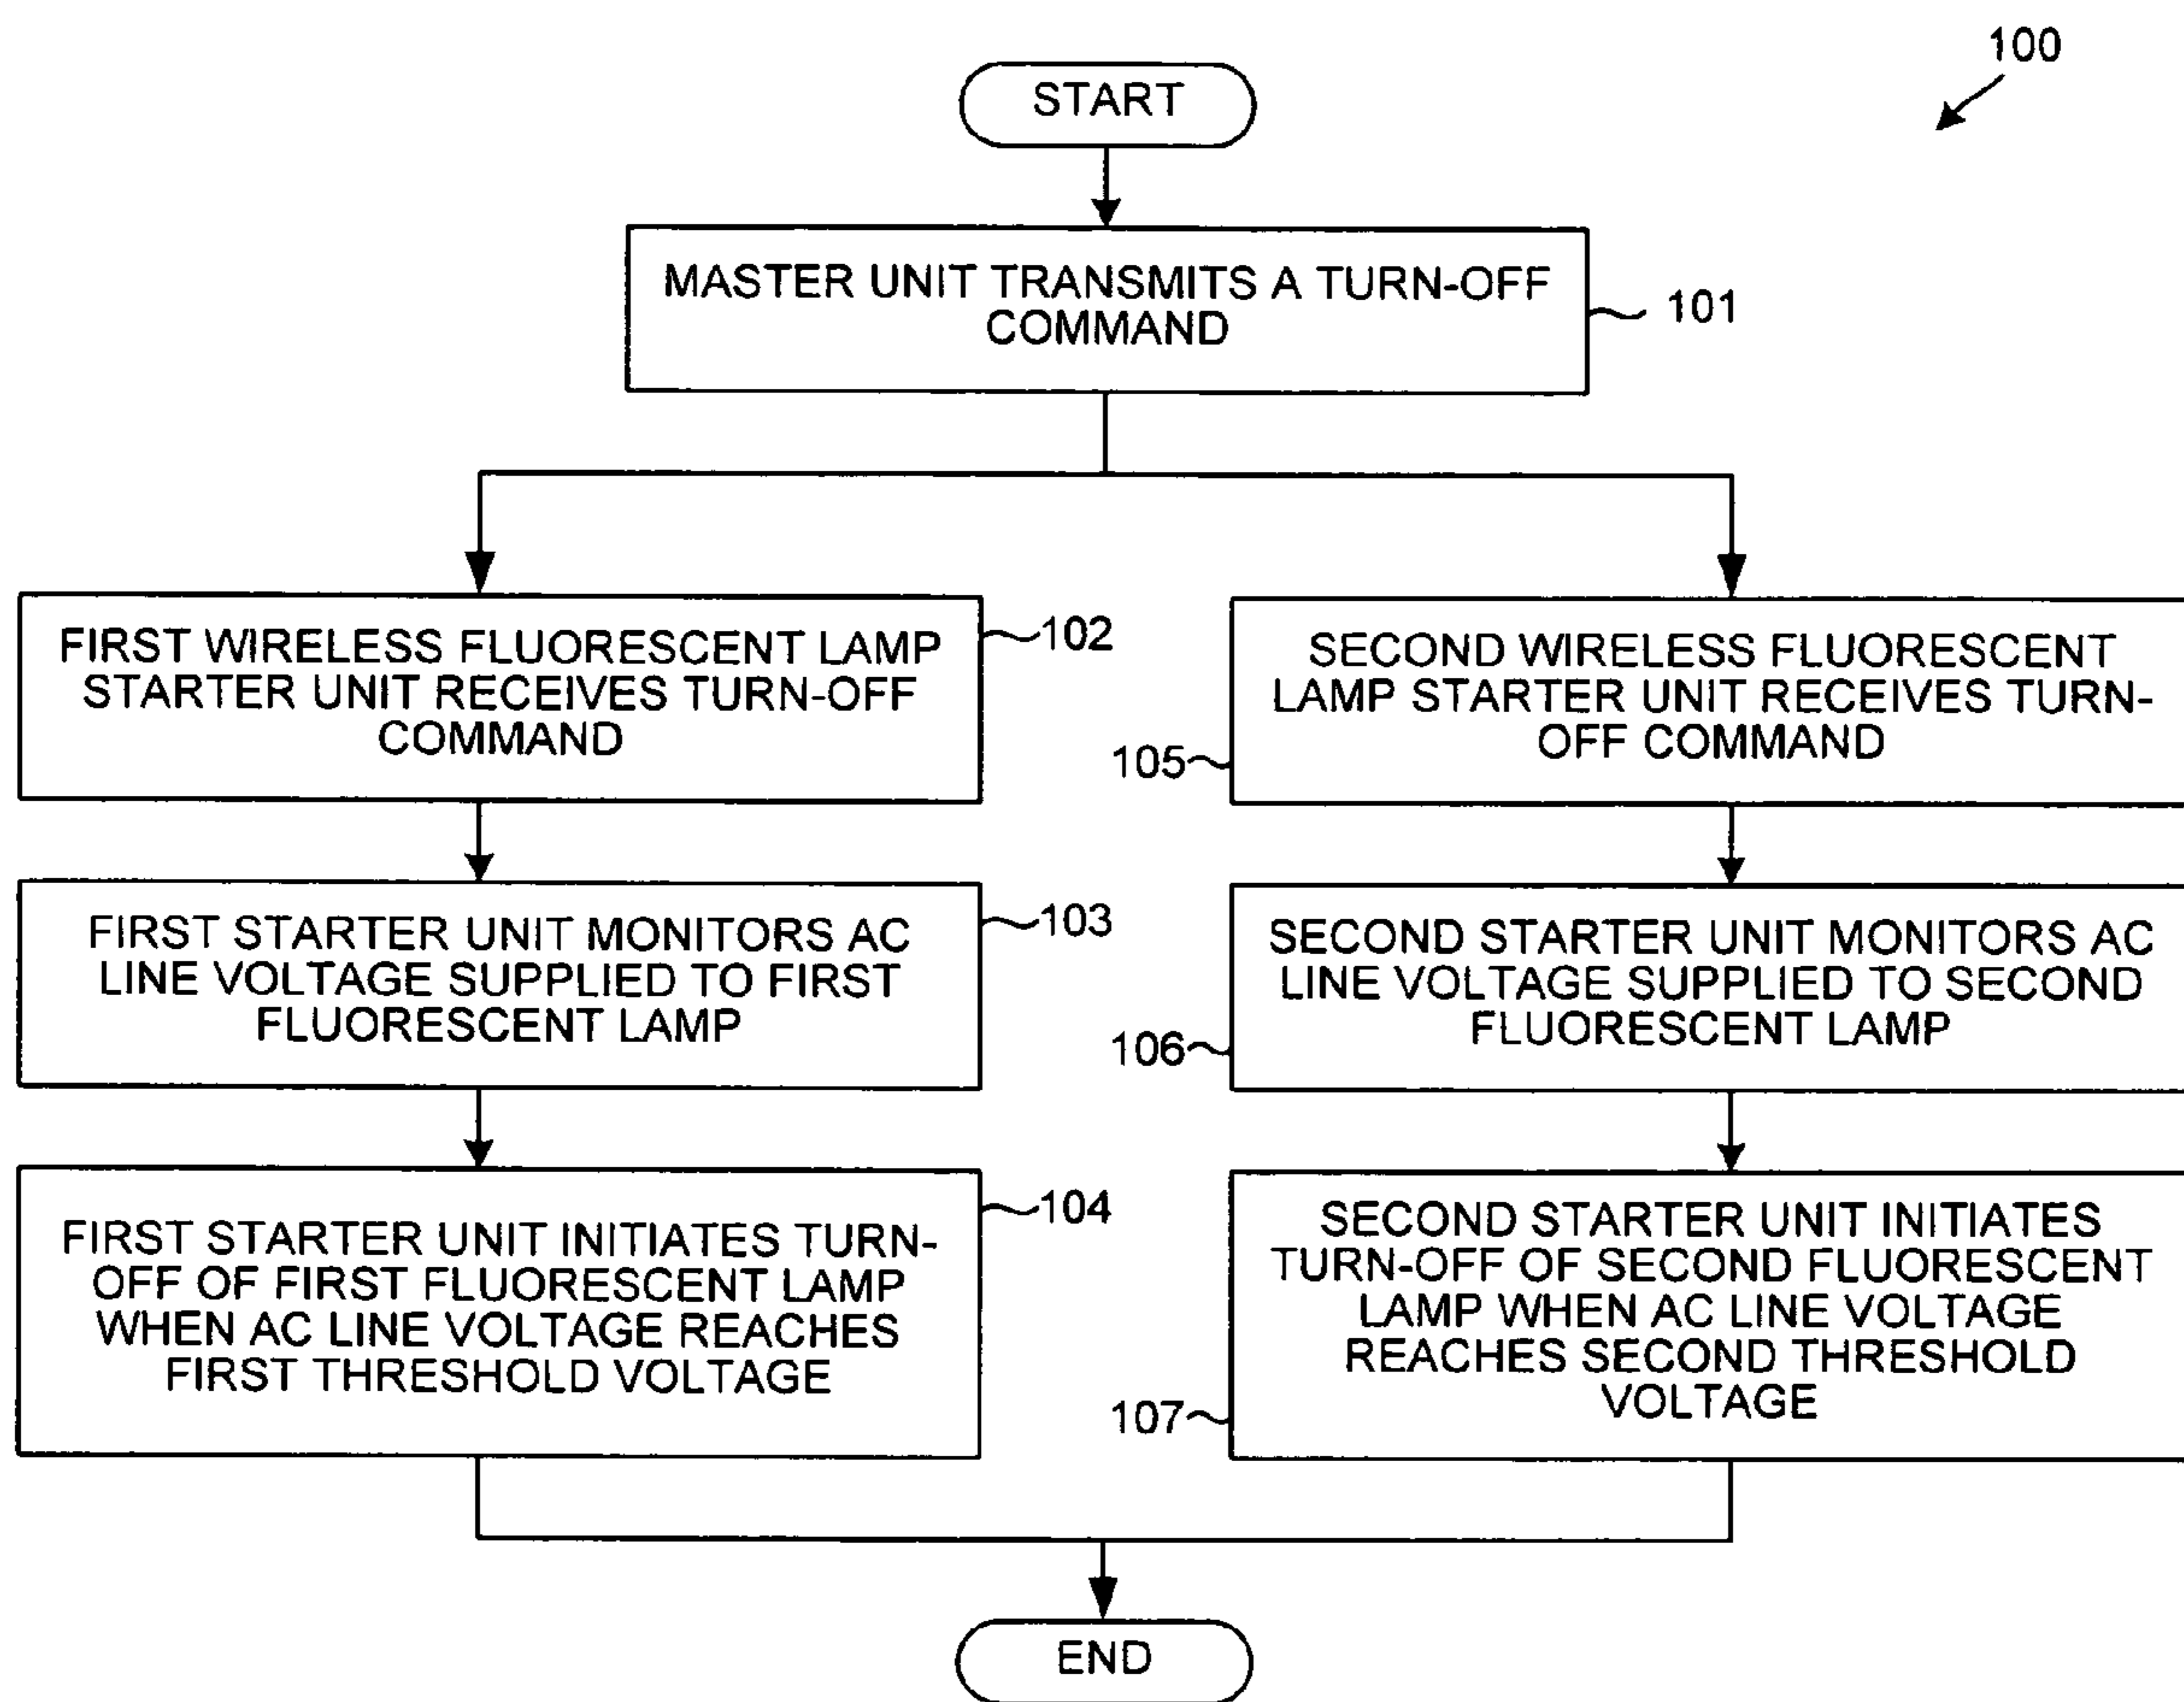 100
START
MASTER UNIT TRANSMITS A TURN-OFF
COMMAND
101
FIRST WIRELESS FLUORESCENT LAMP
STARTER UNIT RECEIVES TURN-OFF
COMMAND
102
FIRST STARTER UNIT MONITORS AC
LINE VOLTAGE SUPPLIED TO FIRST
FLUORESCENT LAMP
103
FIRST STARTER UNIT INITIATES TURN-
OFF OF FIRST FLUORESCENT LAMP
WHEN AC LINE VOLTAGE REACHES
FIRST THRESHOLD VOLTAGE
104
SECOND WIRELESS FLUORESCENT
LAMP STARTER UNIT RECEIVES TURN-
OFF COMMAND
105
SECOND STARTER UNIT MONITORS AC
LINE VOLTAGE SUPPLIED TO SECOND
FLUORESCENT LAMP
106
SECOND STARTER UNIT INITIATES
TURN-OFF OF SECOND FLUORESCENT
LAMP WHEN AC LINE VOLTAGE
REACHES SECOND THRESHOLD
VOLTAGE
107
END